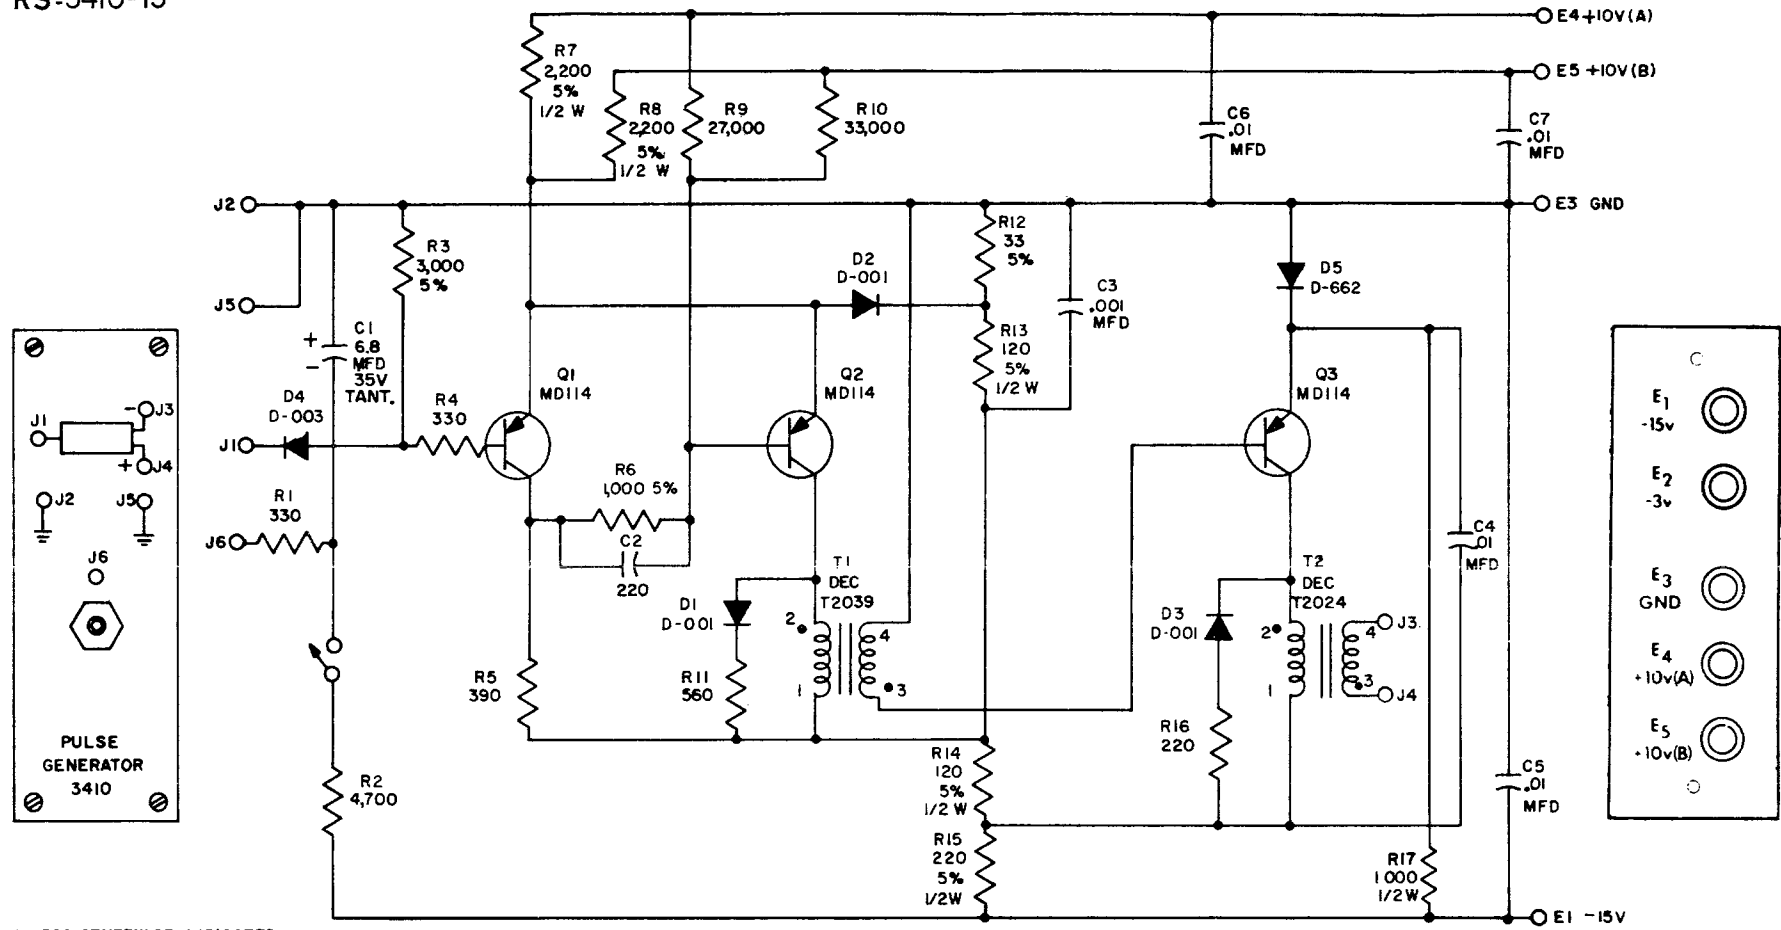 RS-3410-13
E4 +10V(A)
E5 +10V(B)
R7
2,200
5%
1/2 W
R8
2,200
5%
1/2 W
R9
27,000
R10
33,000
C6
.01
MFD
C7
.01
MFD
J2
E3 GND
R3
3,000
5%
R12
33
5%
D2
D-001
C3
.001
MFD
D5
D-662
J5
+
C1
6.8
MFD
35V
TANT.
-
R13
120
5%
1/2 W
Q1
MD114
Q2
MD114
Q3
MD114
D4
D-003
R4
330
J1
R6
1,000 5%
C2
220
R1
330
J6
C4
.01
MFD
T1
DEC
T2039
2
4
1
3
T2
DEC
T2024
2
4
1
3
J3
J4
D1
D-001
D3
D-001
R5
390
R11
560
R16
220
R2
4,700
R14
120
5%
1/2 W
R15
220
5%
1/2W
R17
1000
1/2W
C5
.01
MFD
E1 -15V
J1
- J3
+ J4
J2
J5
J6
PULSE
GENERATOR
3410
E1
-15v
E2
-3v
E3
GND
E4
+10v(A)
E5
+10v(B)